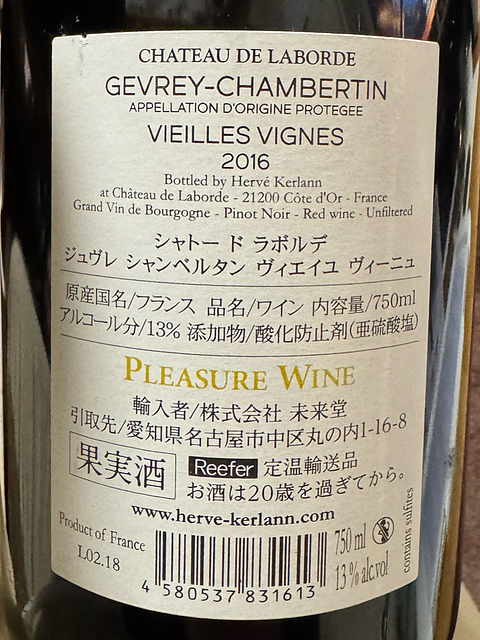 CHATEAU DE LABORDE
GEVREY-CHAMBERTIN
APPELLATION D'ORIGINE PROTEGEE
VIEILLES VIGNES
2016
Bottled by Hervé Kerlann
at Château de Laborde - 21200 Côte d'Or - France
Grand Vin de Bourgogne - Pinot Noir - Red wine - Unfiltered
シャトー ド ラボルデ
ジュヴレ シャンベルタン ヴィエイユ ヴィーニュ
原産国名/フランス 品名/ワイン 内容量/750ml
アルコール分/13% 添加物/酸化防止剤(亜硫酸塩)
PLEASURE WINE
輸入者/株式会社 未来堂
引取先/愛知県名古屋市中区丸の内1-16-8
果実酒
Reefer 定温輸送品
お酒は20歳を過ぎてから。
www.herve-kerlann.com
Product of France
L02.18
4 580537 831613
750 ml
13 % alc.vol
contains sulfites